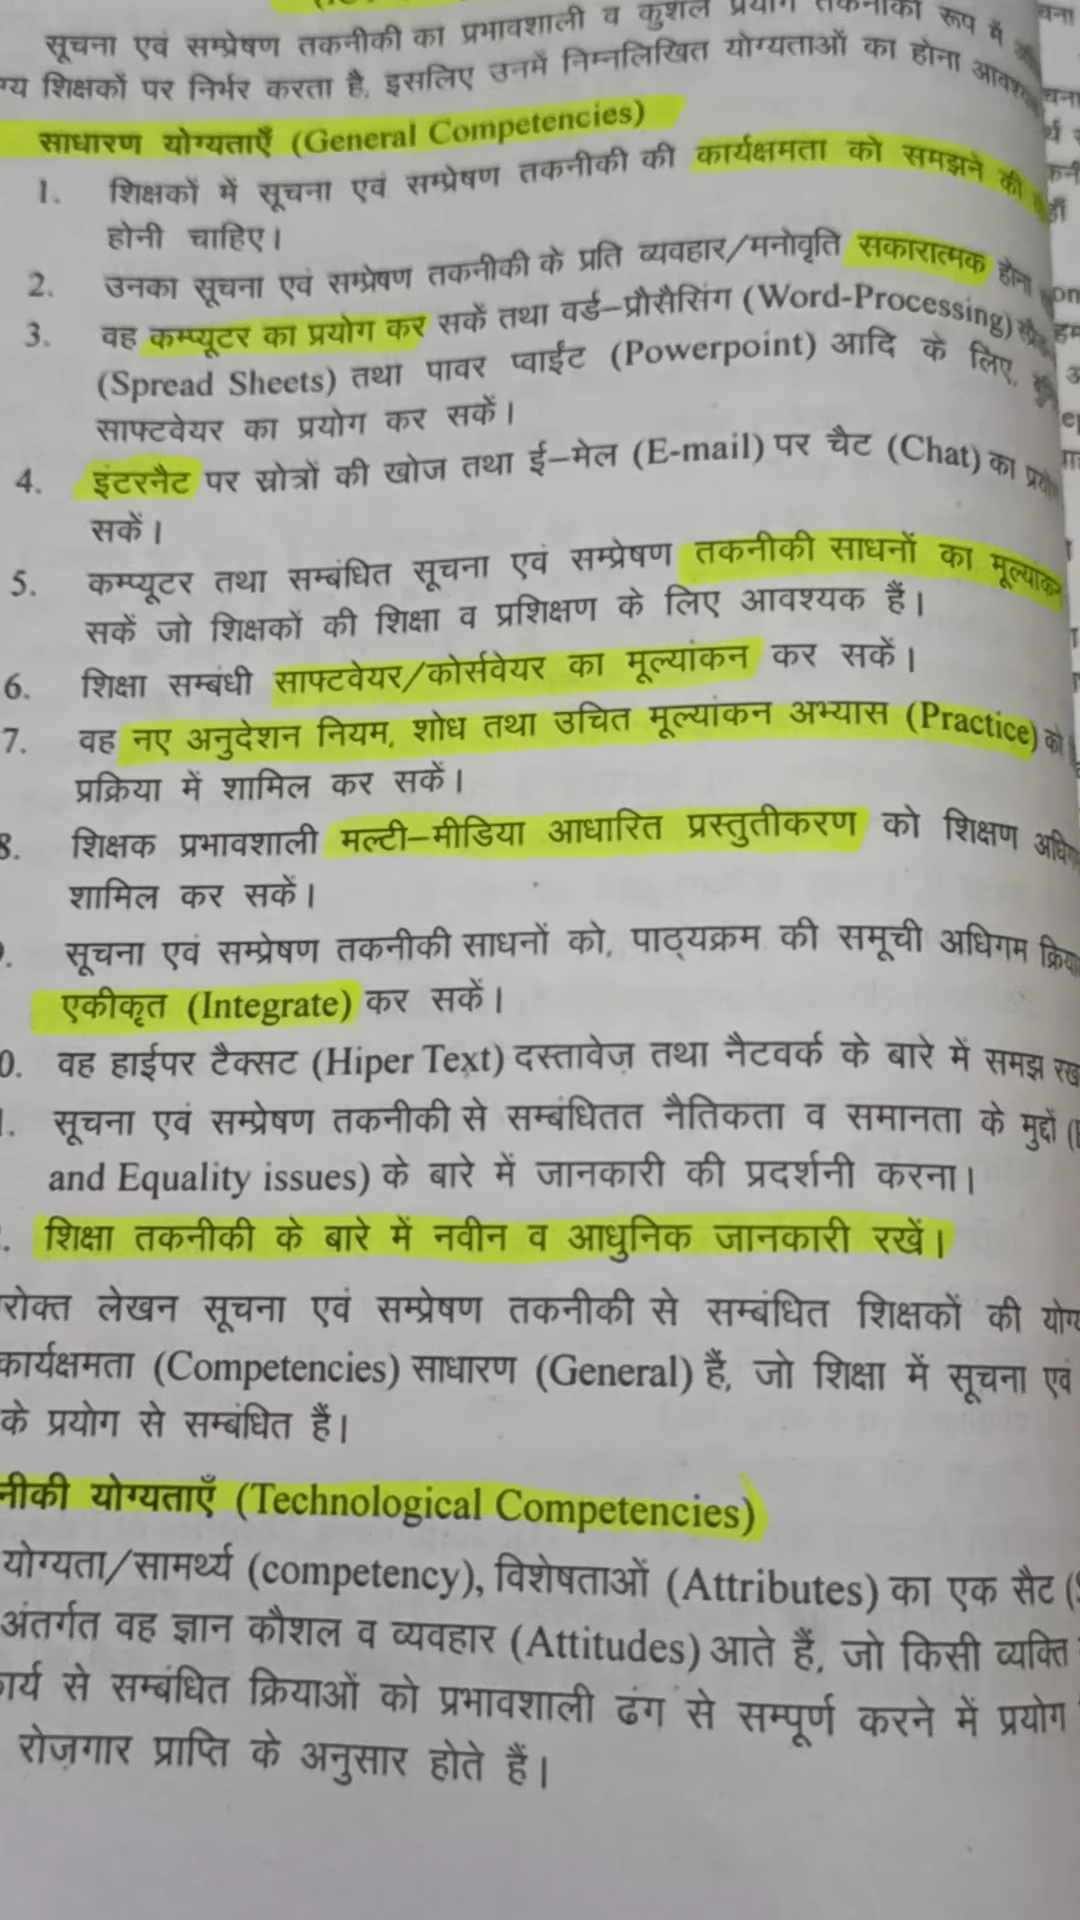 सूचना एवं सम्प्रेषण तकनीकी का प्रभावशाली व कुशल प्रयोग तकनीकी रूप में
शिक्षकों पर निर्भर करता है, इसलिए उनमें निम्नलिखित योग्यताओं का होना
साधारण योग्यताएँ (General Competencies)
1. शिक्षकों में सूचना एवं सम्प्रेषण तकनीकी की कार्यक्षमता को समझने की
होनी चाहिए।
2. उनका सूचना एवं सम्प्रेषण तकनीकी के प्रति व्यवहार/मनोवृति सकारात्मक होना
3. वह कम्प्यूटर का प्रयोग कर सकें तथा वर्ड–प्रौसैसिंग (Word-Processing)
(Spread Sheets) तथा पावर प्वाईंट (Powerpoint) आदि के लिए,
साफ्टवेयर का प्रयोग कर सकें।
4. इंटरनैट पर स्रोत्रों की खोज तथा ई–मेल (E-mail) पर चैट (Chat) का
सकें।
5. कम्प्यूटर तथा सम्बंधित सूचना एवं सम्प्रेषण तकनीकी साधनों का मूल्यांकन
सकें जो शिक्षकों की शिक्षा व प्रशिक्षण के लिए आवश्यक हैं।
6. शिक्षा सम्बंधी साफ्टवेयर/कोर्सवेयर का मूल्यांकन कर सकें।
7. वह नए अनुदेशन नियम, शोध तथा उचित मूल्यांकन अभ्यास (Practice) को
प्रक्रिया में शामिल कर सकें।
8. शिक्षक प्रभावशाली मल्टी–मीडिया आधारित प्रस्तुतीकरण को शिक्षण
शामिल कर सकें।
सूचना एवं सम्प्रेषण तकनीकी साधनों को, पाठ्यक्रम की समूची अधिगम
एकीकृत (Integrate) कर सकें।
0. वह हाईपर टैक्सट (Hiper Text) दस्तावेज़ तथा नैटवर्क के बारे में समझ
सूचना एवं सम्प्रेषण तकनीकी से सम्बंधितत नैतिकता व समानता के मुद्दों
and Equality issues) के बारे में जानकारी की प्रदर्शनी करना।
शिक्षा तकनीकी के बारे में नवीन व आधुनिक जानकारी रखें।
रोक्त लेखन सूचना एवं सम्प्रेषण तकनीकी से सम्बंधित शिक्षकों की
कार्यक्षमता (Competencies) साधारण (General) हैं, जो शिक्षा में सूचना एवं
के प्रयोग से सम्बंधित हैं।
नीकी योग्यताएँ (Technological Competencies)
योग्यता/सामर्थ्य (competency), विशेषताओं (Attributes) का एक सैट
अंतर्गत वह ज्ञान कौशल व व्यवहार (Attitudes) आते हैं, जो किसी व्यक्ति
र्य से सम्बंधित क्रियाओं को प्रभावशाली ढंग से सम्पूर्ण करने में प्रयोग
रोज़गार प्राप्ति के अनुसार होते हैं।